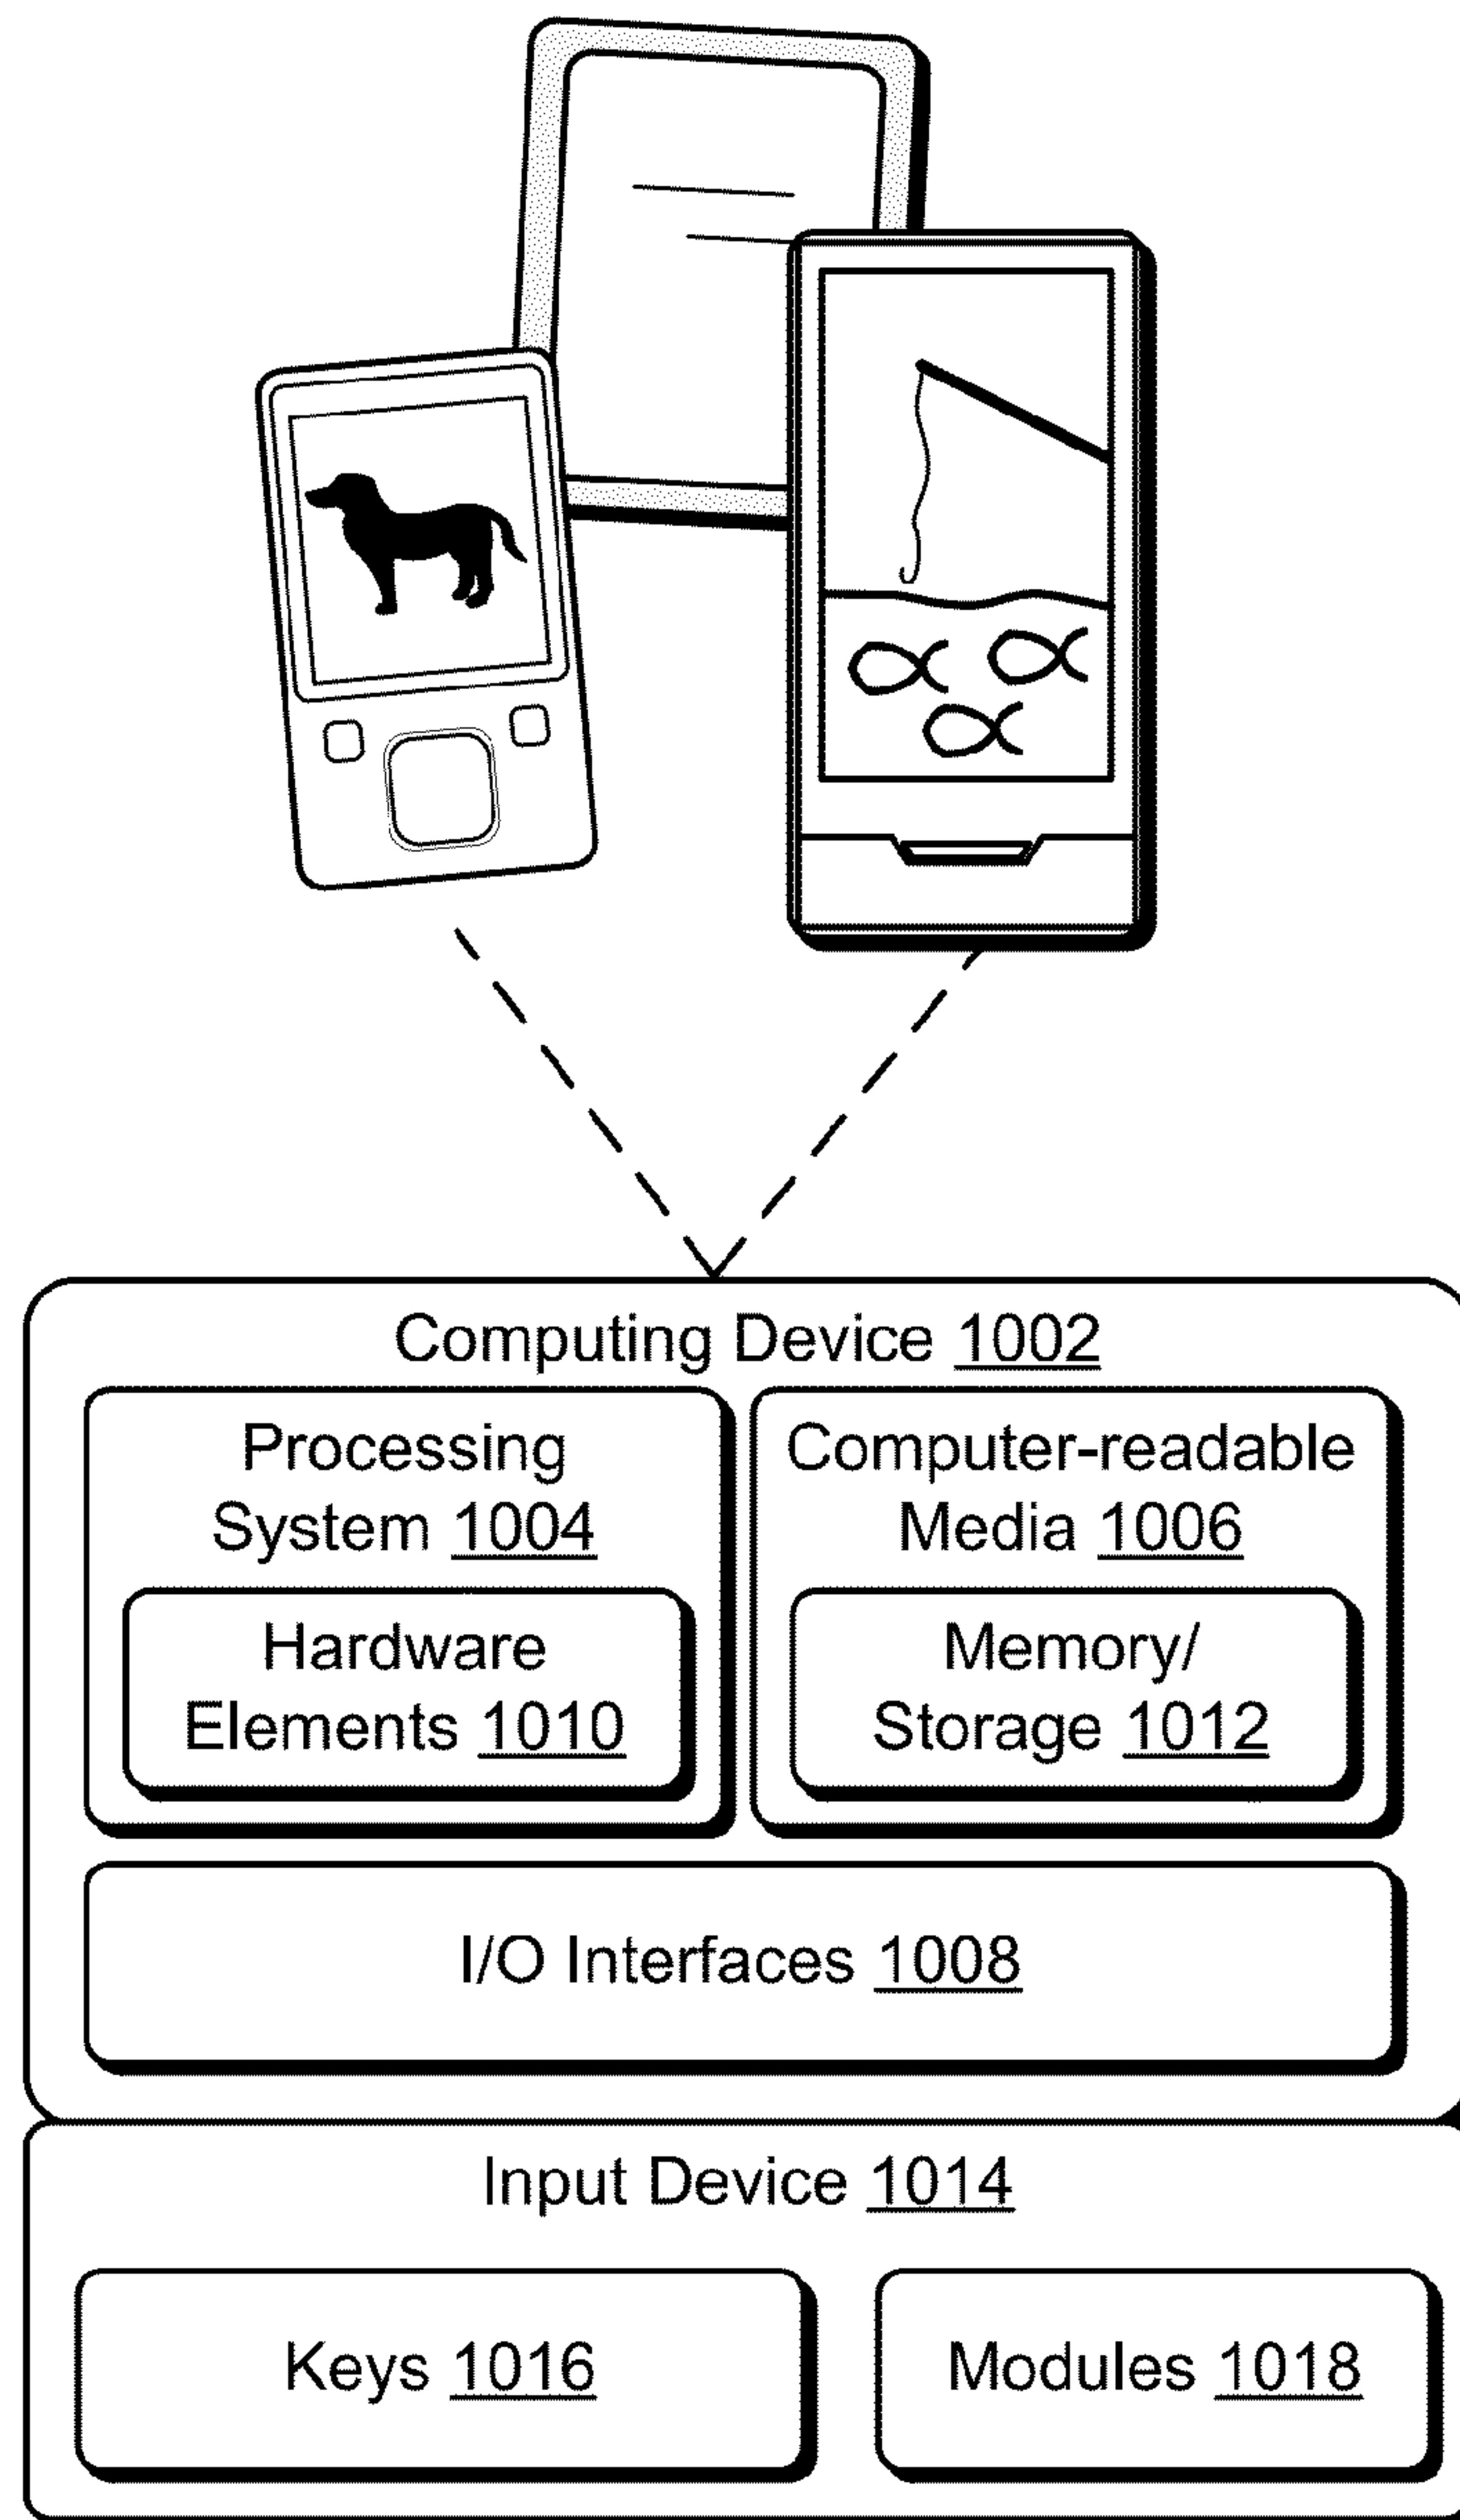 Computing Device 1002
Processing
System 1004
Hardware
Elements 1010
Computer-readable
Media 1006
Memory/
Storage 1012
I/O Interfaces 1008
Input Device 1014
Keys 1016
Modules 1018